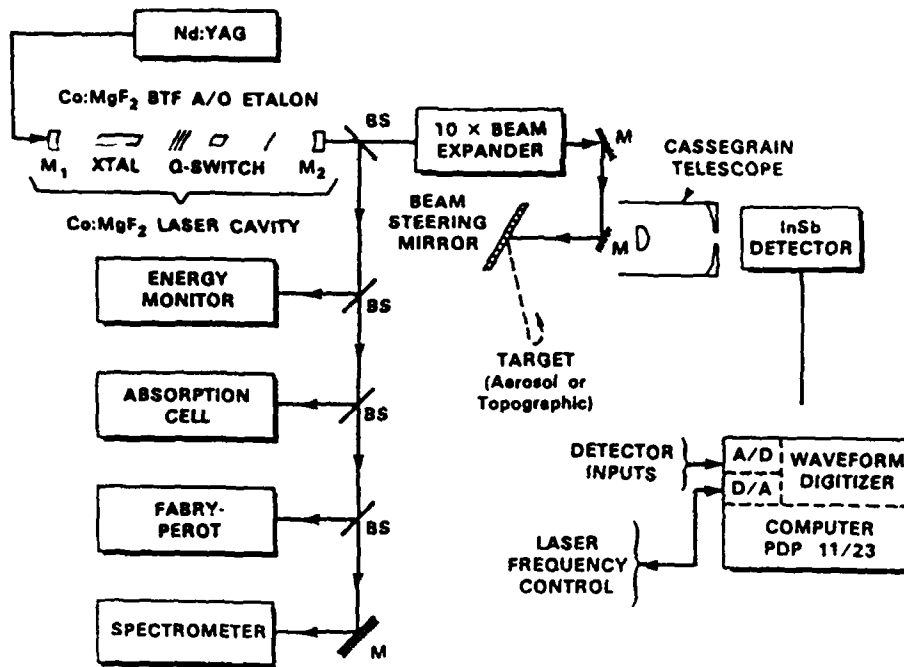 Nd:YAG
Co:MgF₂ BTF A/O ETALON
M₁ XTAL Q-SWITCH M₂
Co:MgF₂ LASER CAVITY
BS
10 × BEAM
EXPANDER
M
CASSEGRAIN
TELESCOPE
BEAM
STEERING
MIRROR
M
InSb
DETECTOR
ENERGY
MONITOR
BS
TARGET
(Aerosol or
Topographic)
ABSORPTION
CELL
BS
DETECTOR
INPUTS
A/D
D/A
WAVEFORM
DIGITIZER
COMPUTER
PDP 11/23
FABRY-
PEROT
BS
LASER
FREQUENCY
CONTROL
SPECTROMETER
M